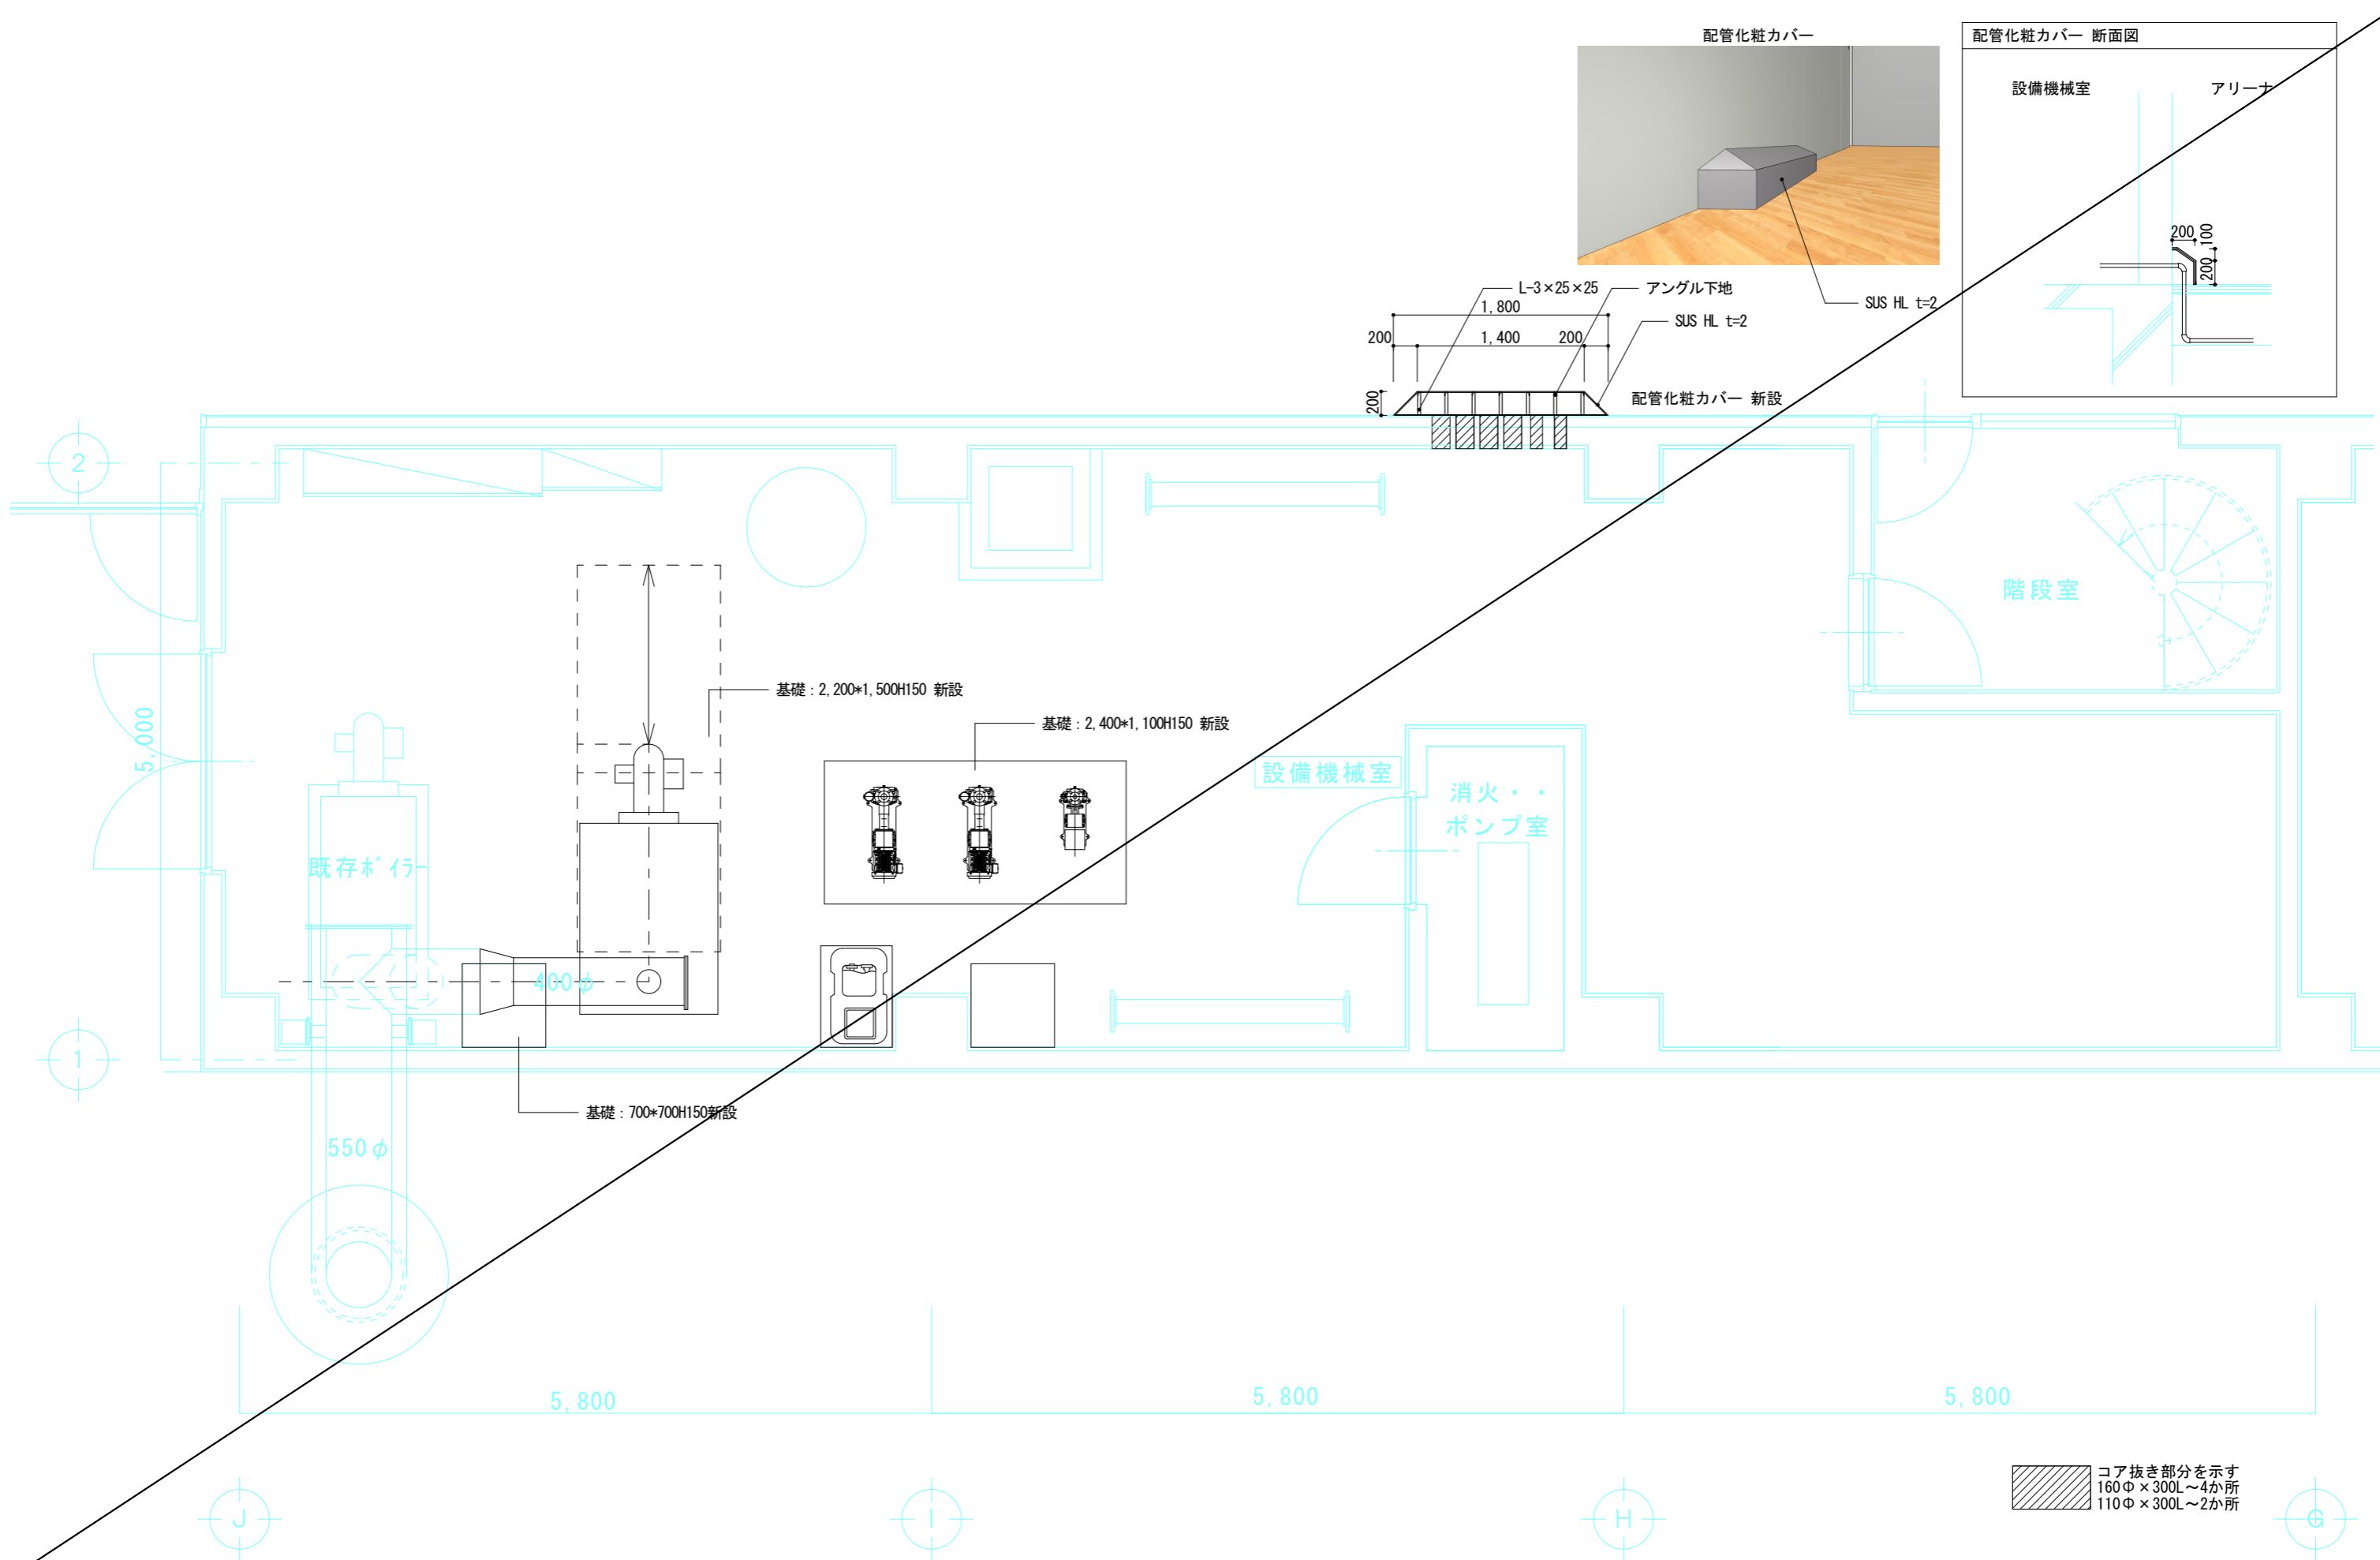 配管化粧カバー
配管化粧カバー 断面図
設備機械室
アリーナ
200
100
200
SUS HL t=2
L-3×25×25
アングル下地
1,800
SUS HL t=2
200
1,400
200
200
配管化粧カバー 新設
2
階段室
基礎：2,200*1,500H150 新設
5,000
基礎：2,400*1,100H150 新設
設備機械室
消火・・
ポンプ室
既存ﾎﾞｲﾗｰ
400φ
1
基礎：700*700H150新設
550φ
5,800
5,800
5,800
コア抜き部分を示す
160Φ×300L～4か所
110Φ×300L～2か所
J
I
H
G